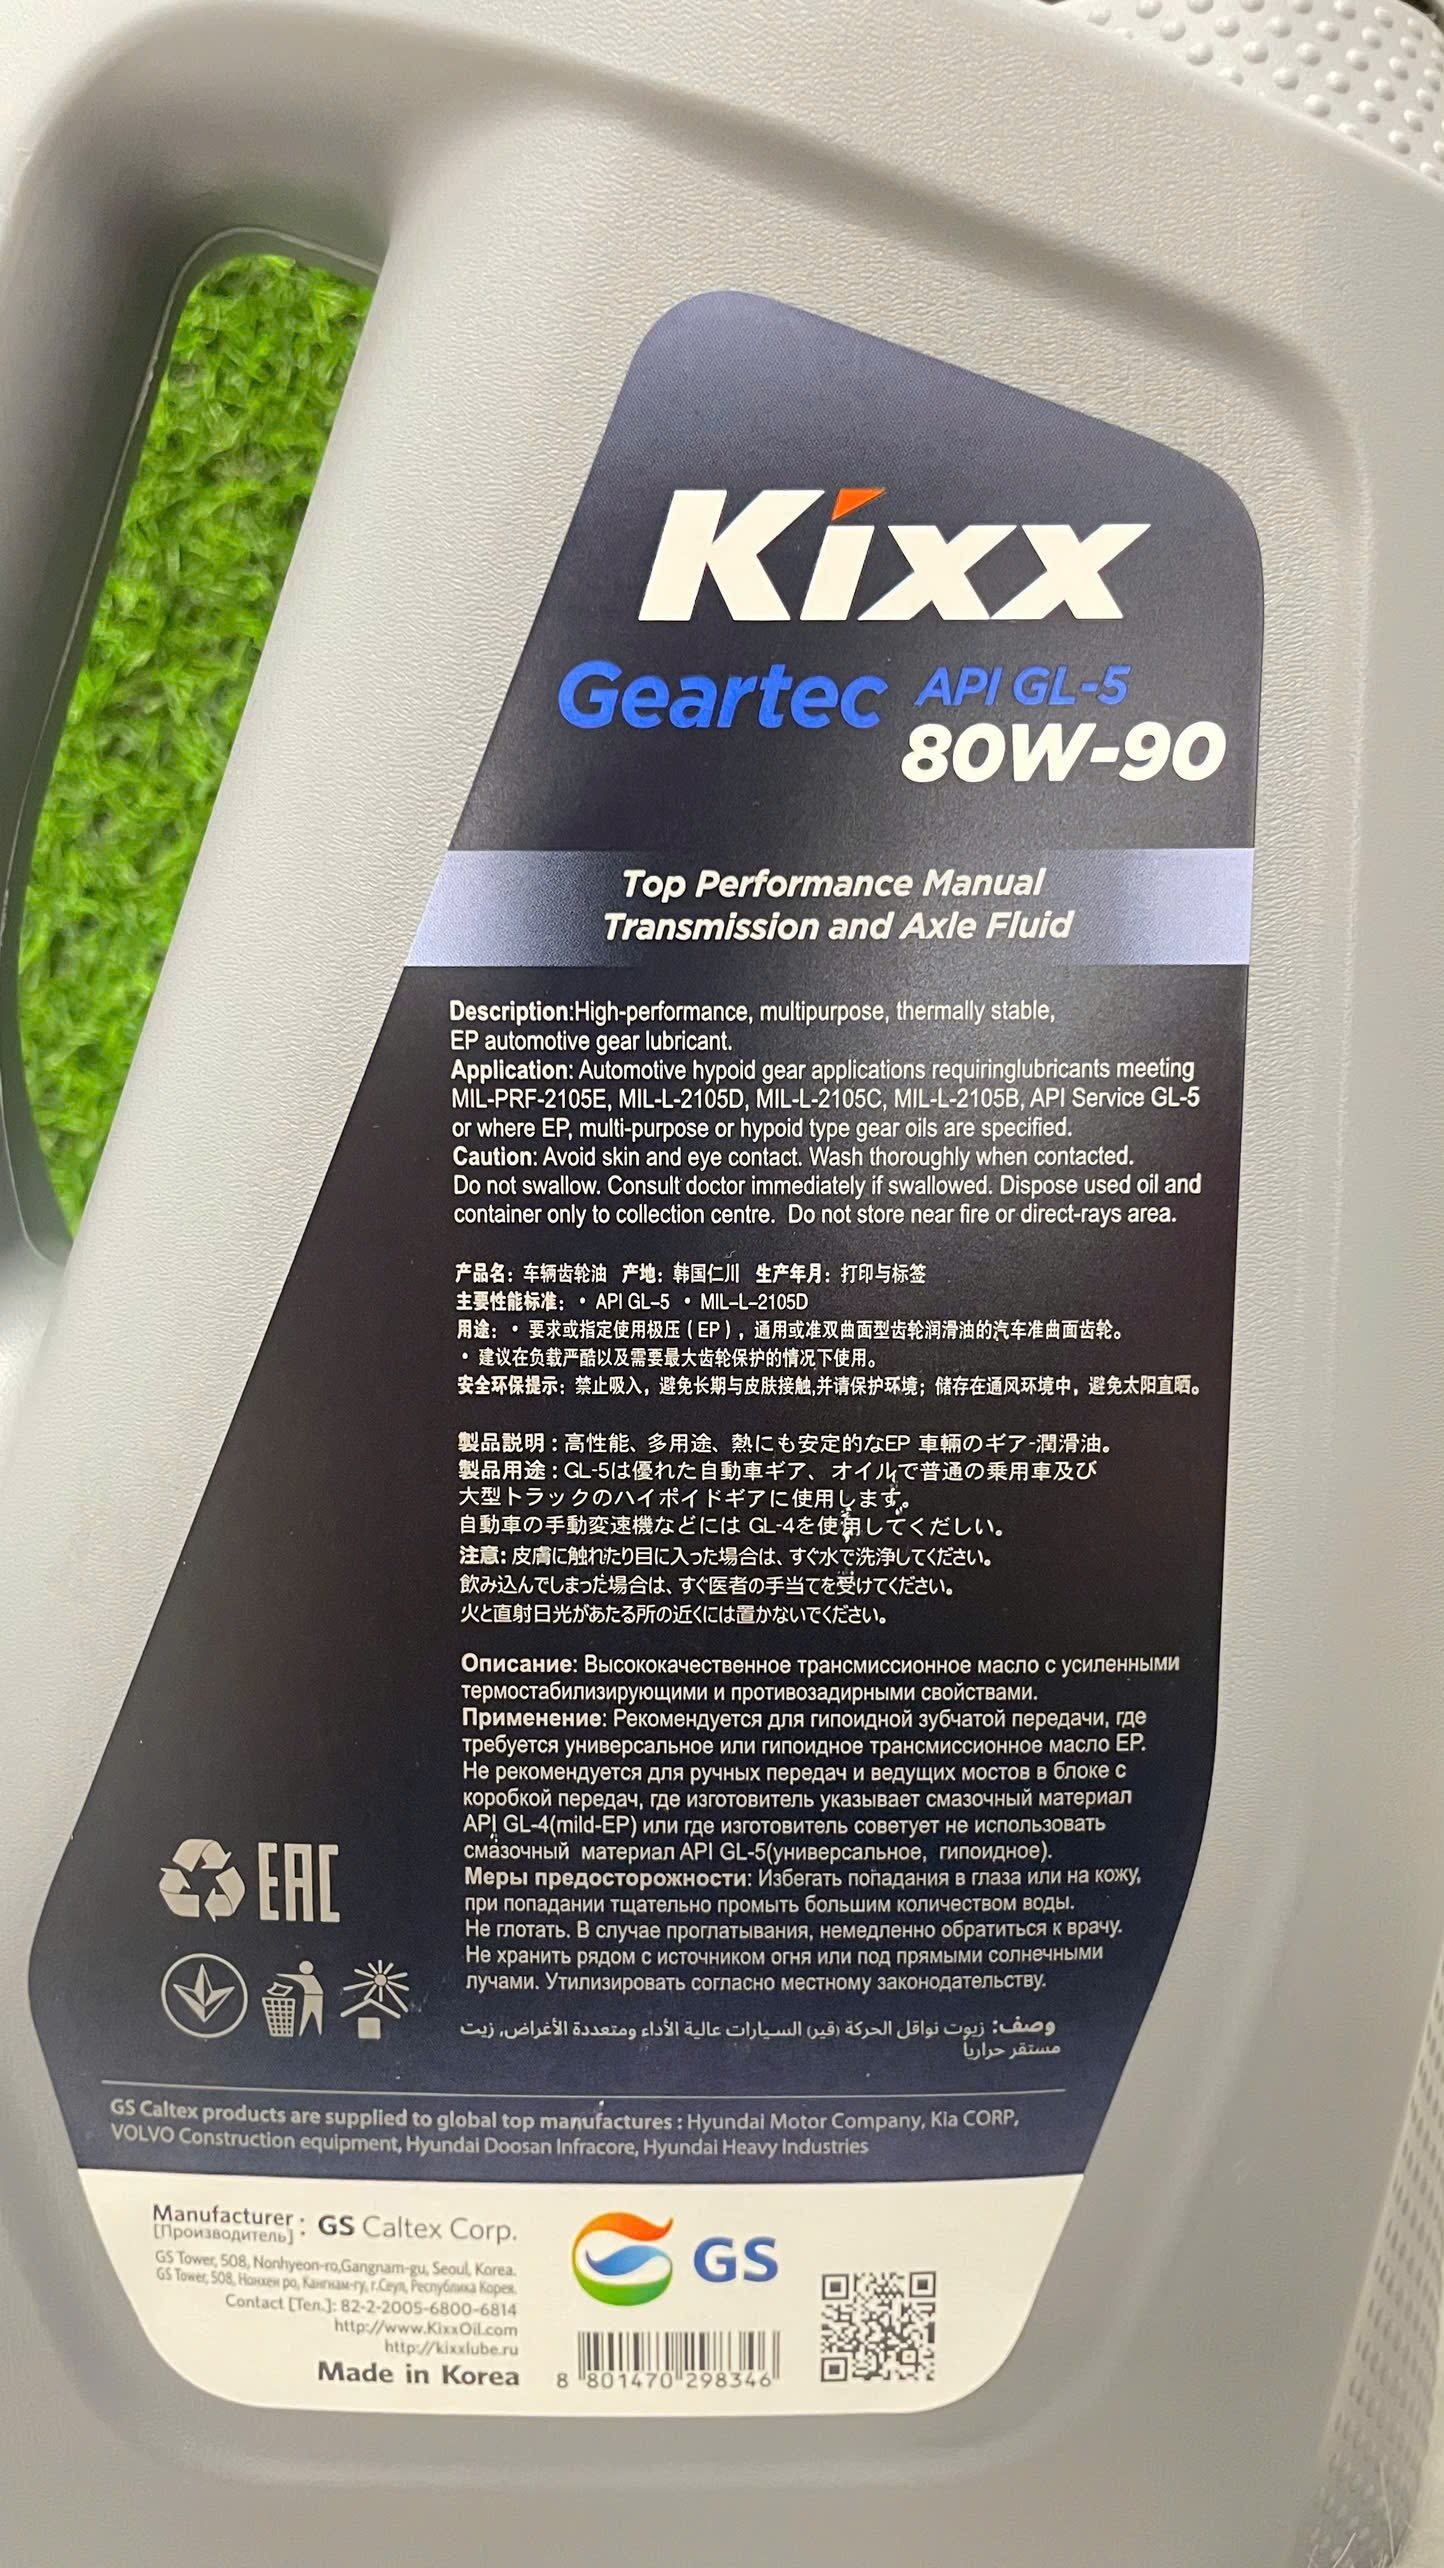 Kixx
Geartec API GL-5
80W-90
Top Performance Manual
Transmission and Axle Fluid
Description:High-performance, multipurpose, thermally stable,
EP automotive gear lubricant.
Application: Automotive hypoid gear applications requiringlubricants meeting
MIL-PRF-2105E, MIL-L-2105D, MIL-L-2105C, MIL-L-2105B, API Service GL-5
or where EP, multi-purpose or hypoid type gear oils are specified.
Caution: Avoid skin and eye contact. Wash thoroughly when contacted.
Do not swallow. Consult doctor immediately if swallowed. Dispose used oil and
container only to collection centre. Do not store near fire or direct-rays area.
产品名：车辆齿轮油 产地：韩国仁川 生产年月：打印与标签
主要性能标准：• API GL-5 • MIL-L-2105D
用途：• 要求或指定使用极压（EP），通用或准双曲面型齿轮润滑油的汽车准曲面齿轮。
• 建议在负载严酷以及需要最大齿轮保护的情况下使用。
安全环保提示：禁止吸入，避免长期与皮肤接触,并请保护环境；储存在通风环境中，避免太阳直晒。
製品説明：高性能、多用途、熱にも安定的なEP 車輛のギア-潤滑油。
製品用途：GL-5は優れた自動車ギア、オイルで普通の乗用車及び
大型トラックのハイポイドギアに使用します。
自動車の手動変速機などには GL-4を使用してくだしい。
注意: 皮膚に触れたり目に入った場合は、すぐ水で洗浄してください。
飲み込んでしまった場合は、すぐ医者の手当てを受けてください。
火と直射日光があたる所の近くには置かないでください。
Описание: Высококачественное трансмиссионное масло с усиленными
термостабилизирующими и противозадирными свойствами.
Применение: Рекомендуется для гипоидной зубчатой передачи, где
требуется универсальное или гипоидное трансмиссионное масло EP.
Не рекомендуется для ручных передач и ведущих мостов в блоке с
коробкой передач, где изготовитель указывает смазочный материал
API GL-4(mild-EP) или где изготовитель советует не использовать
смазочный материал API GL-5(универсальное, гипоидное).
Меры предосторожности: Избегать попадания в глаза или на кожу,
при попадании тщательно промыть большим количеством воды.
Не глотать. В случае проглатывания, немедленно обратиться к врачу.
Не хранить рядом с источником огня или под прямыми солнечными
лучами. Утилизировать согласно местному законодательству.
EAC
وصف: زيوت نواقل الحركة (قير) السيارات عالية الأداء ومتعددة الأغراض, زيت
مستقر حرارياً
GS Caltex products are supplied to global top manufactures : Hyundai Motor Company, Kia CORP,
VOLVO Construction equipment, Hyundai Doosan Infracore, Hyundai Heavy Industries
Manufacturer : GS Caltex Corp.
[Производитель] :
GS Tower, 508, Nonhyeon-ro,Gangnam-gu, Seoul, Korea.
GS Tower, 508, Нонхен ро, Кангнам-гу, г.Сеул, Республика Корея.
Contact [Тел.]: 82-2-2005-6800-6814
http://www.KixxOil.com
http://kixxlube.ru
Made in Korea
GS
8 801470 298346